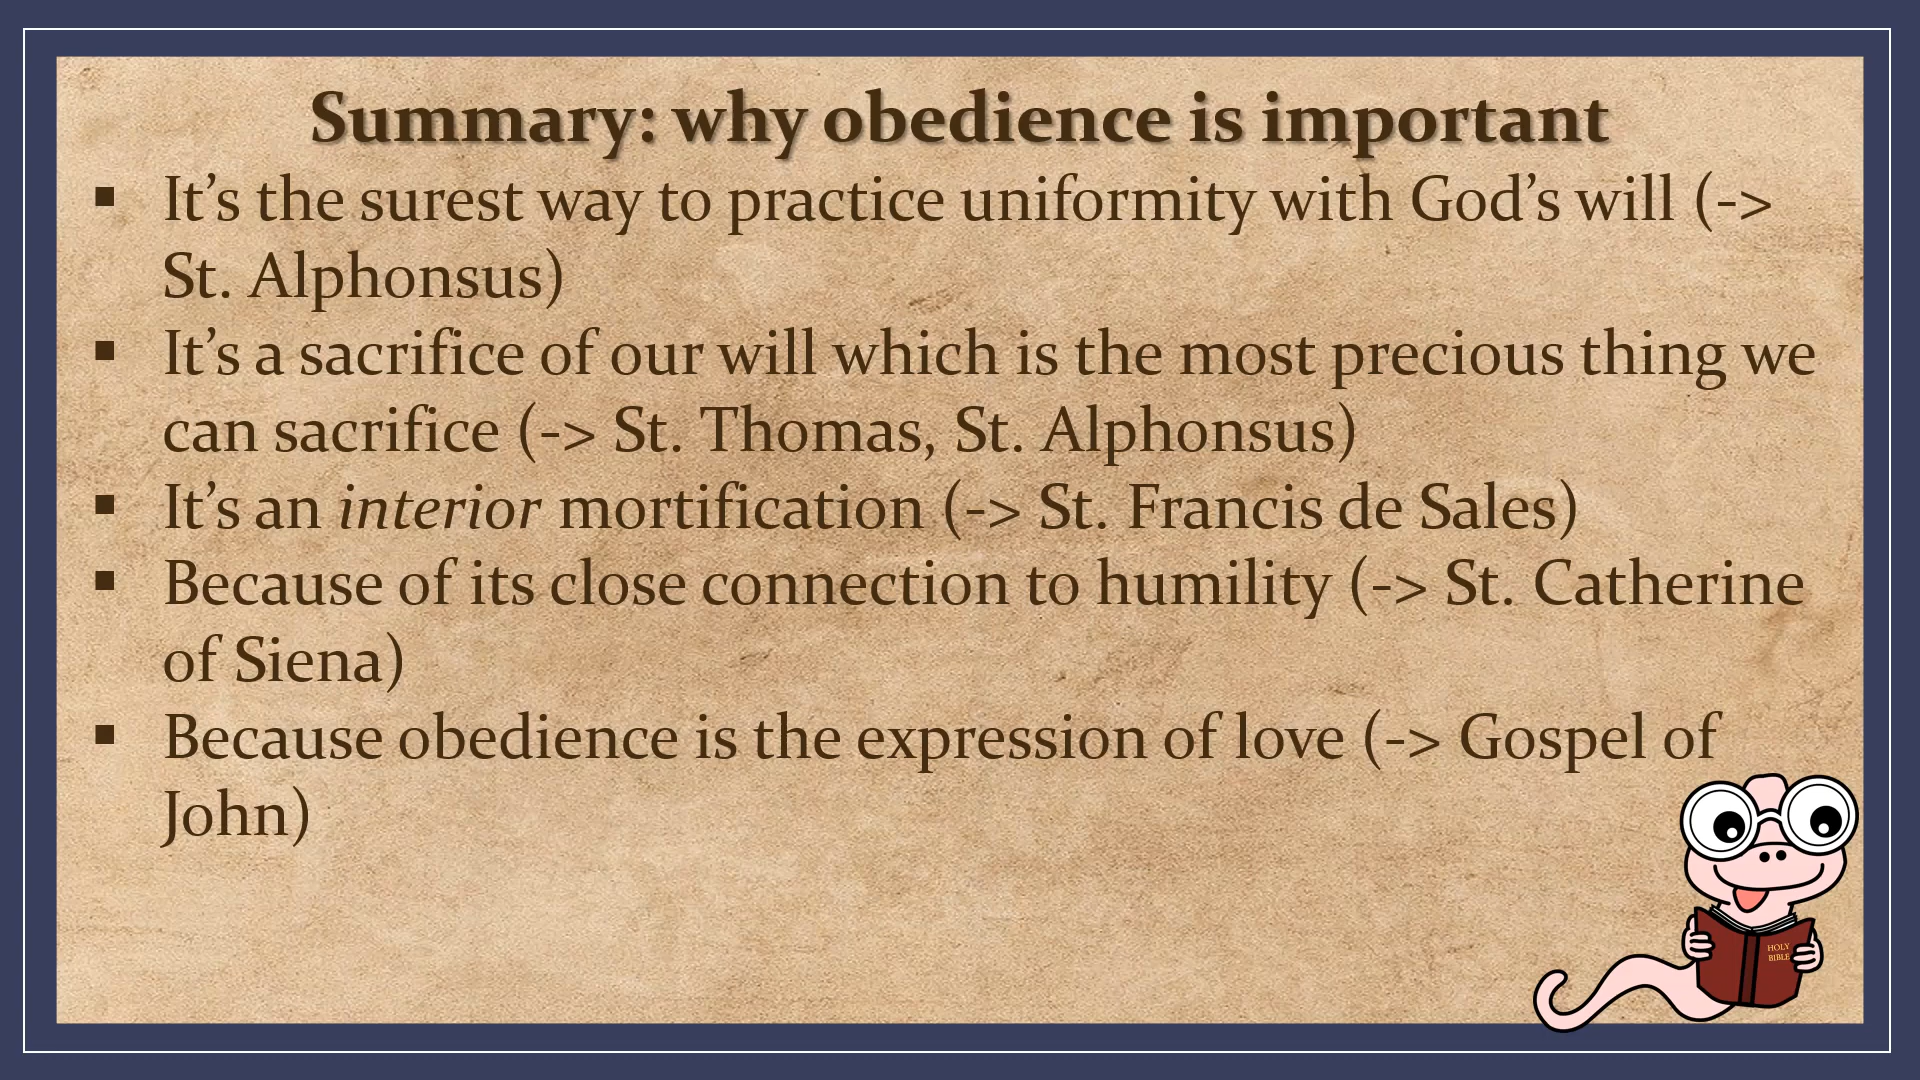 Summary: why obedience is important
▪ It’s the surest way to practice uniformity with God’s will (->
St. Alphonsus)
▪ It’s a sacrifice of our will which is the most precious thing we
can sacrifice (-> St. Thomas, St. Alphonsus)
▪ It’s an interior mortification (-> St. Francis de Sales)
▪ Because of its close connection to humility (-> St. Catherine
of Siena)
▪ Because obedience is the expression of love (-> Gospel of
John)
HOLY
BIBLE